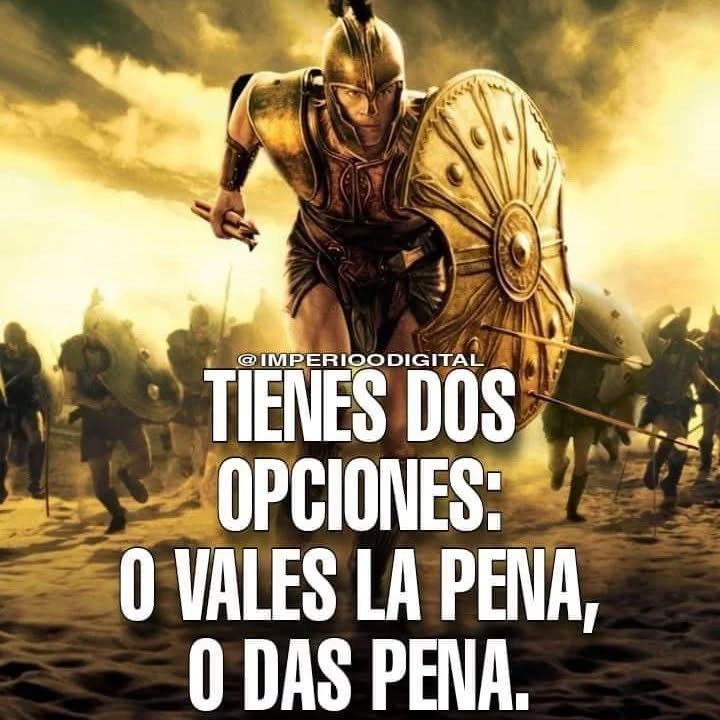 @IMPERIOODIGITAL
TIENES DOS
OPCIONES:
O VALES LA PENA,
O DAS PENA.